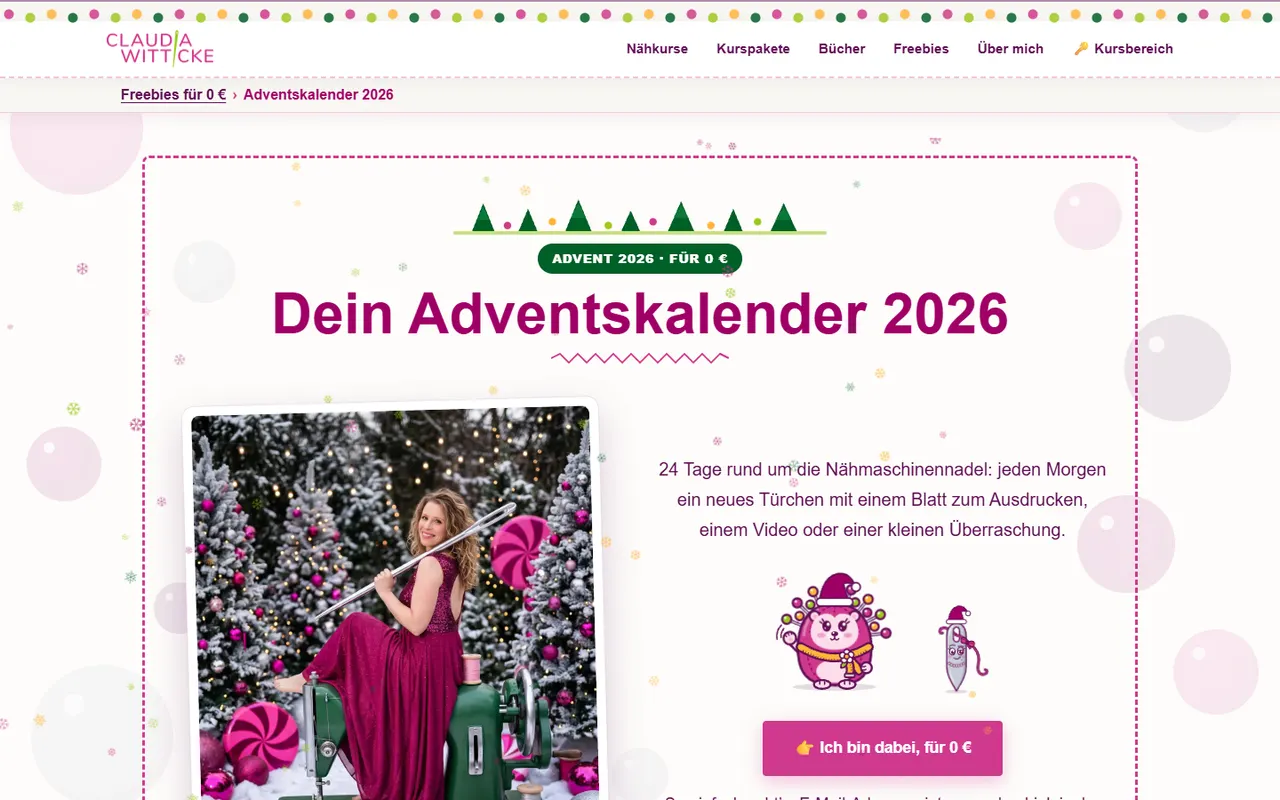 CLAUDIA
WITTICKE
Nähkurse
Kurspakete
Bücher
Freebies
Über mich
🔑 Kursbereich
Freebies für 0 € › Adventskalender 2026
ADVENT 2026 · FÜR 0 €
Dein Adventskalender 2026
24 Tage rund um die Nähmaschinennadel: jeden Morgen
ein neues Türchen mit einem Blatt zum Ausdrucken,
einem Video oder einer kleinen Überraschung.
👉 Ich bin dabei, für 0 €